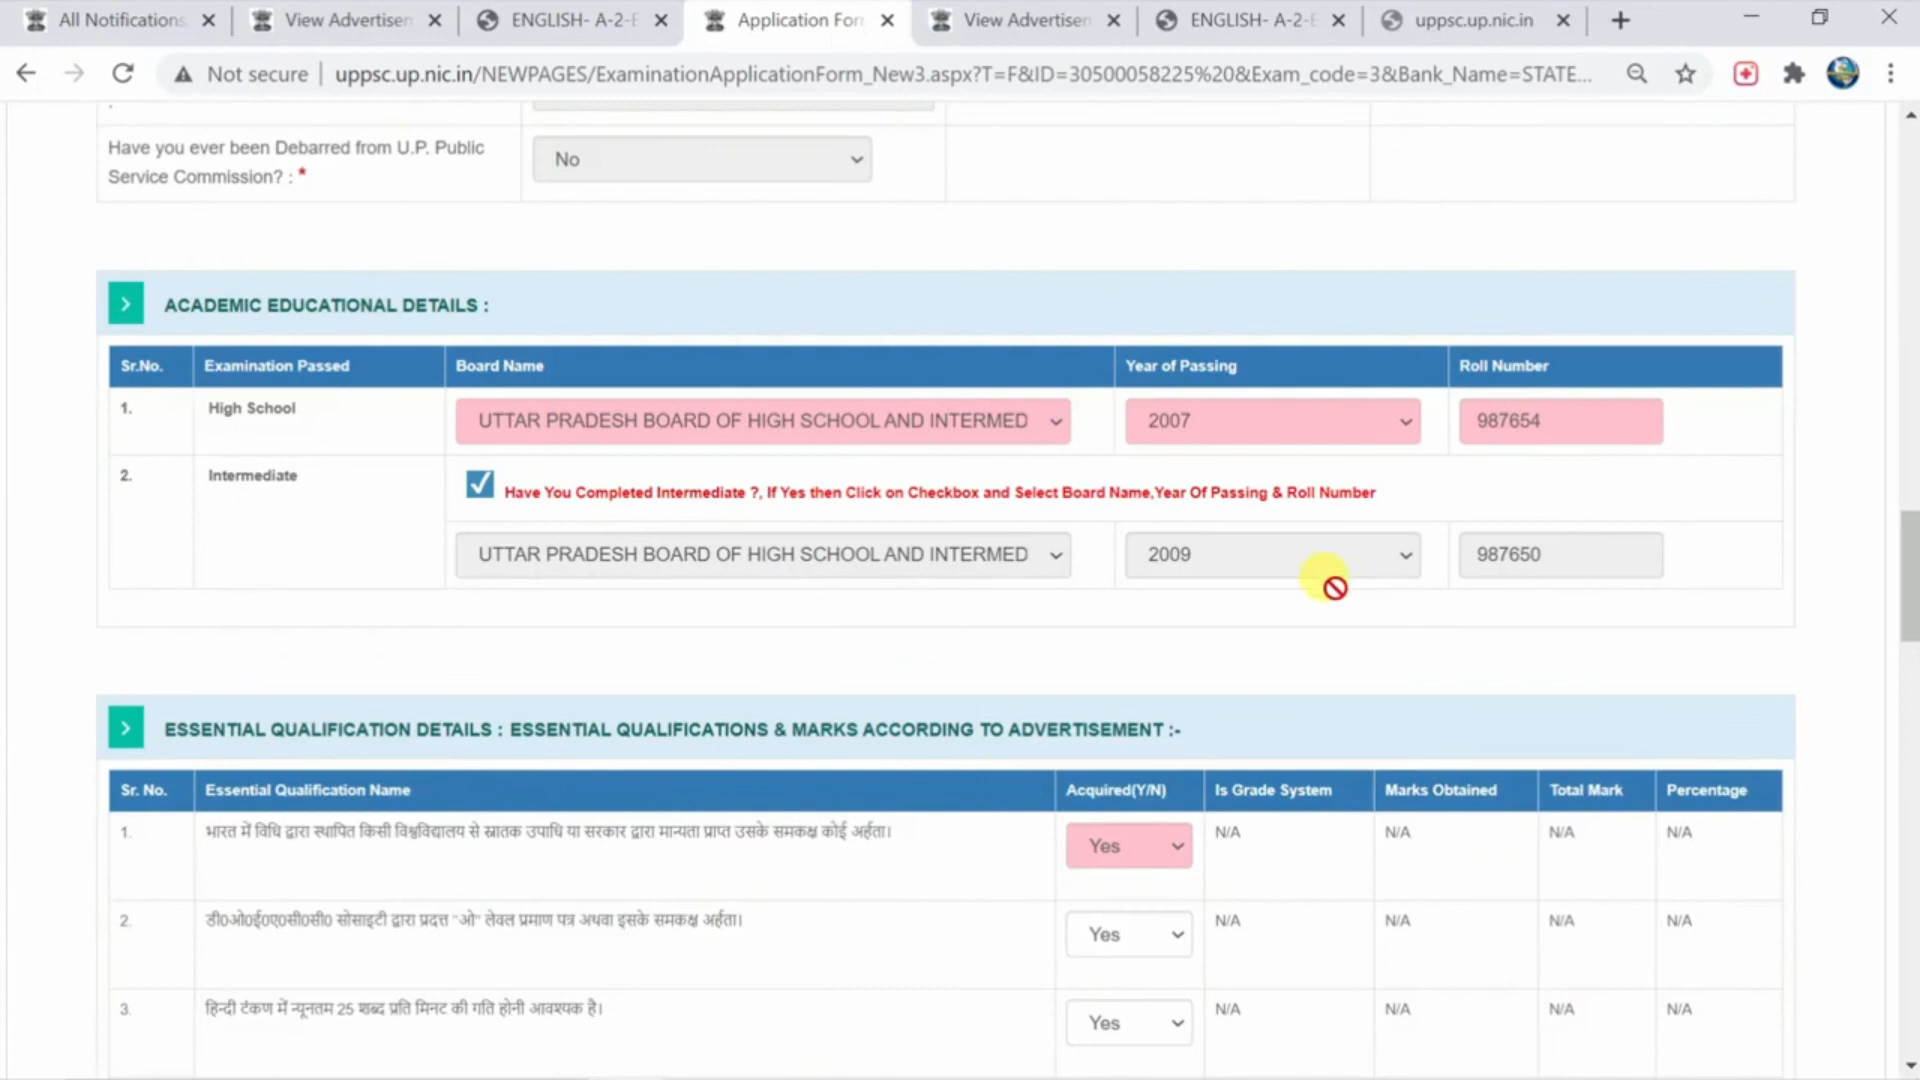 All Notifications
View Advertisem
ENGLISH- A-2-E
Application For
View Advertisen
ENGLISH- A-2-E
uppsc.up.nic.in
Not secure
uppsc.up.nic.in/NEWPAGES/ExaminationApplicationForm_New3.aspx?T=F&ID=30500058225%20&Exam_code=3&Bank_Name=STATE...
Have you ever been Debarred from U.P. Public
Service Commission? : *
No
ACADEMIC EDUCATIONAL DETAILS :
Sr.No. Examination Passed Board Name Year of Passing Roll Number
1. High School UTTAR PRADESH BOARD OF HIGH SCHOOL AND INTERMED 2007 987654
2. Intermediate Have You Completed Intermediate ?, If Yes then Click on Checkbox and Select Board Name,Year Of Passing & Roll Number
UTTAR PRADESH BOARD OF HIGH SCHOOL AND INTERMED 2009 987650
ESSENTIAL QUALIFICATION DETAILS : ESSENTIAL QUALIFICATIONS & MARKS ACCORDING TO ADVERTISEMENT :-
Sr. No. Essential Qualification Name Acquired(Y/N) Is Grade System Marks Obtained Total Mark Percentage
1. भारत में विधि द्वारा स्थापित किसी विश्वविद्यालय से स्नातक उपाधि या सरकार द्वारा मान्यता प्राप्त उसके समकक्ष कोई अर्हता। Yes N/A N/A N/A N/A
2. डी0ओ0ई0ए0सी0सी0 सोसाइटी द्वारा प्रदत्त "ओ" लेवल प्रमाण पत्र अथवा इसके समकक्ष अर्हता। Yes N/A N/A N/A N/A
3. हिन्दी टंकण में न्यूनतम 25 शब्द प्रति मिनट की गति होनी आवश्यक है। Yes N/A N/A N/A N/A